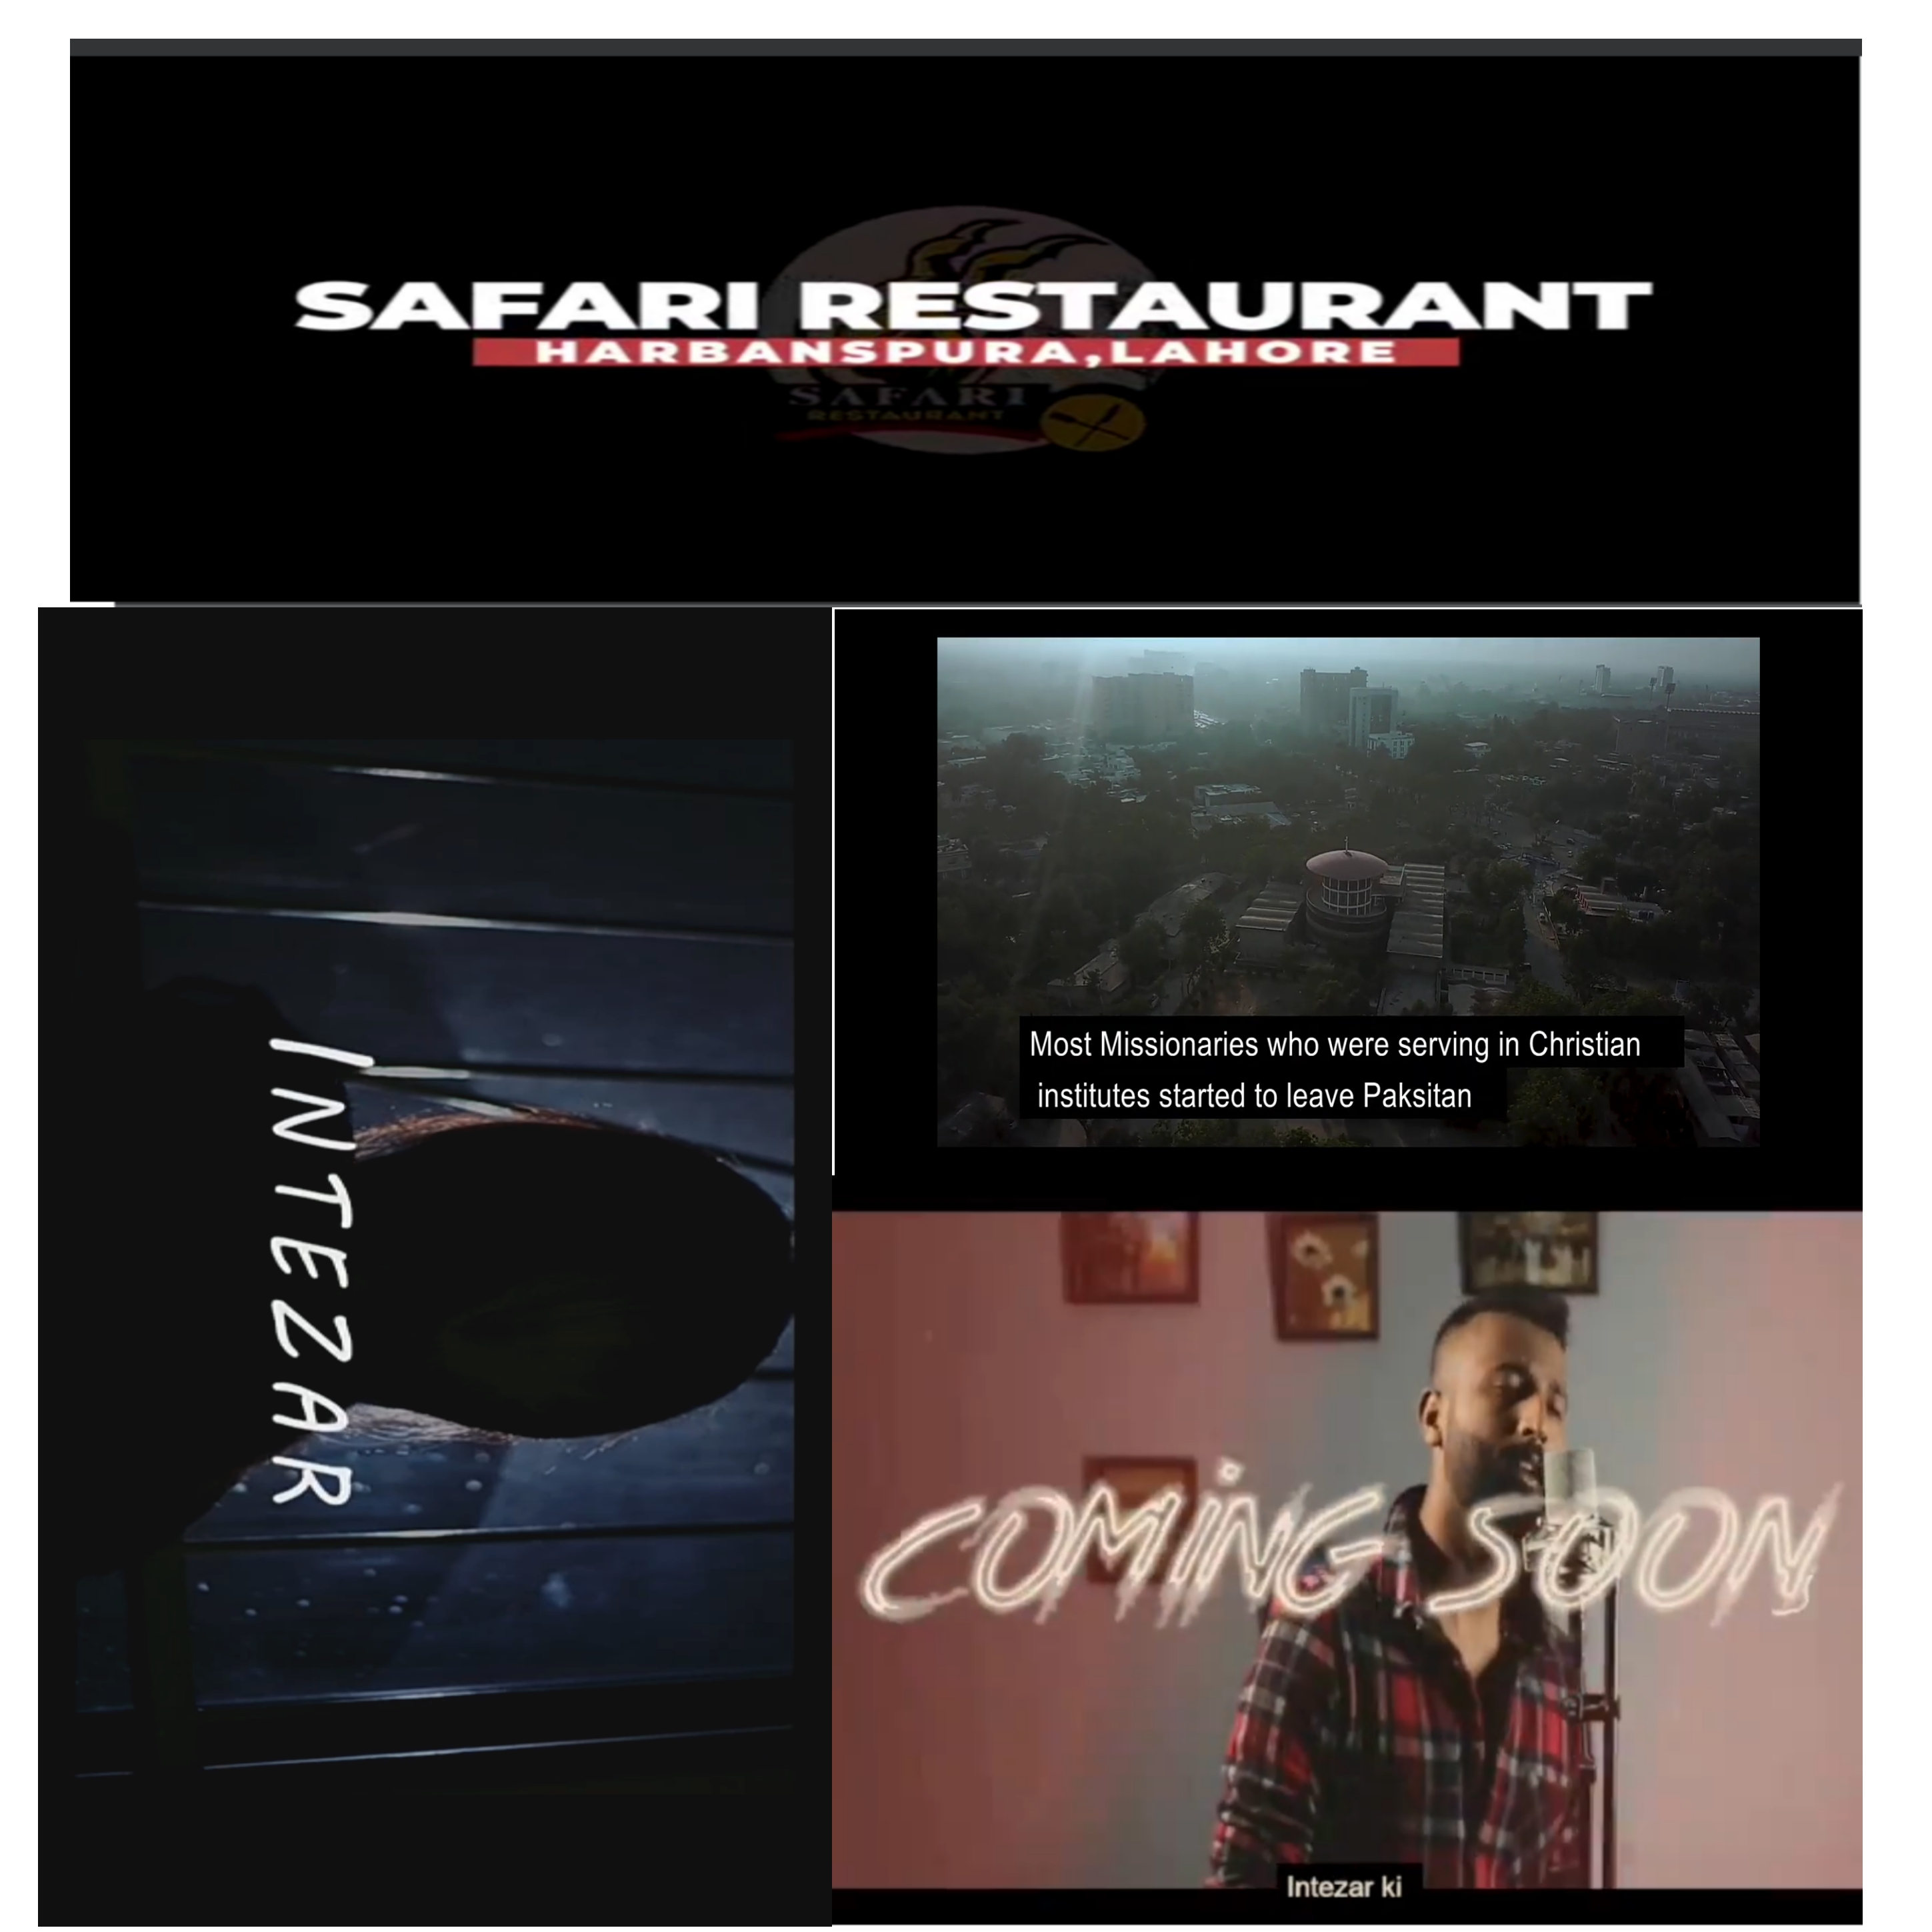 SAFARI RESTAURANT
HARBANSPURA,LAHORE
SAFARI
RESTAURANT
INTEZAR
Most Missionaries who were serving in Christian
institutes started to leave Paksitan
COMING SOON
Intezar ki